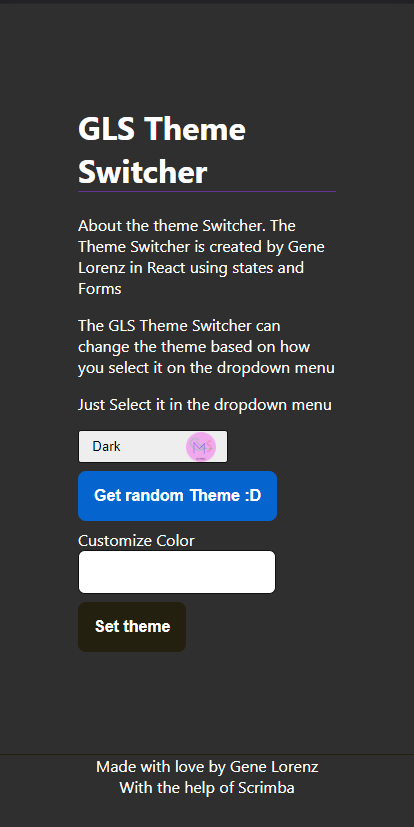 GLS Theme
Switcher
About the theme Switcher. The
Theme Switcher is created by Gene
Lorenz in React using states and
Forms
The GLS Theme Switcher can
change the theme based on how
you select it on the dropdown menu
Just Select it in the dropdown menu
Dark
Get random Theme :D
Customize Color
Set theme
Made with love by Gene Lorenz
With the help of Scrimba